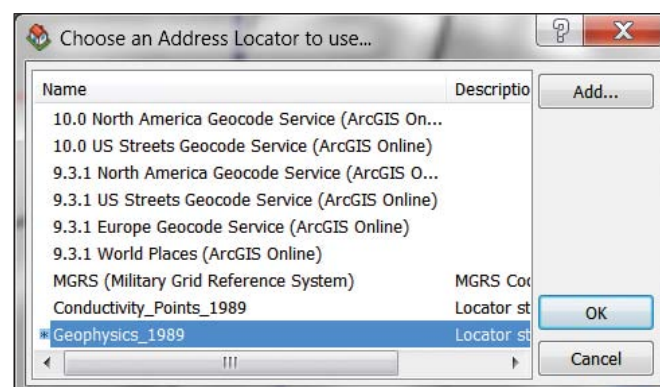 Choose an Address Locator to use...
? X
Name Descriptio
Add...
10.0 North America Geocode Service (ArcGIS On...
10.0 US Streets Geocode Service (ArcGIS Online)
9.3.1 North America Geocode Service (ArcGIS O...
9.3.1 US Streets Geocode Service (ArcGIS Online)
9.3.1 Europe Geocode Service (ArcGIS Online)
9.3.1 World Places (ArcGIS Online)
MGRS (Military Grid Reference System) MGRS Coo
Conductivity_Points_1989 Locator st
OK
*Geophysics_1989 Locator st
Cancel